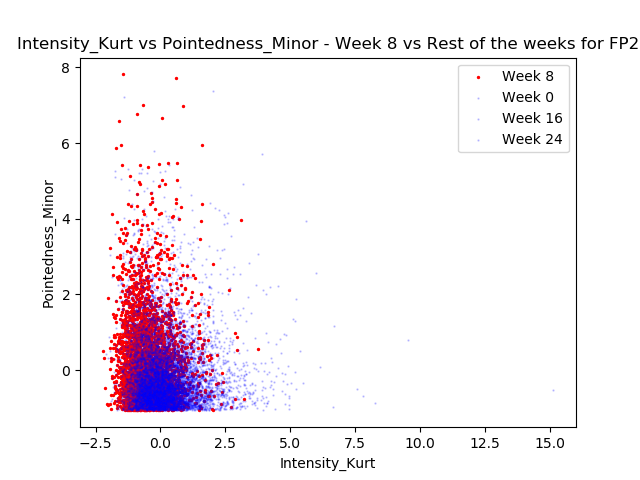 Intensity_Kurt vs Pointedness_Minor - Week 8 vs Rest of the weeks for FP2
Week 8
Week 0
Week 16
Week 24
8
6
4
2
0
Pointedness_Minor
−2.5 0.0 2.5 5.0 7.5 10.0 12.5 15.0
Intensity_Kurt